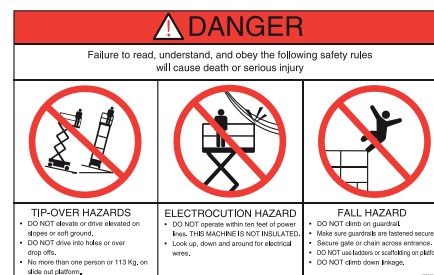 DANGER
Failure to read, understand, and obey the following safety rules
will cause death or serious injury
TIP-OVER HAZARDS
• DO NOT elevate or drive elevated on
slopes or soft ground.
• DO NOT drive into holes or over
drop offs.
• No more than one person or 113 Kg, on
slide out platform.
ELECTROCUTION HAZARD
• DO NOT operate within ten feet of power
lines. THIS MACHINE IS NOT INSULATED.
• Look up, down and around for electrical
wires.
FALL HAZARD
• DO NOT climb on guardrail.
• Make sure guardrails are fastened secure
• Secure gate or chain across entrance.
• DO NOT use ladders or scaffolding on
• DO NOT climb down linkage.